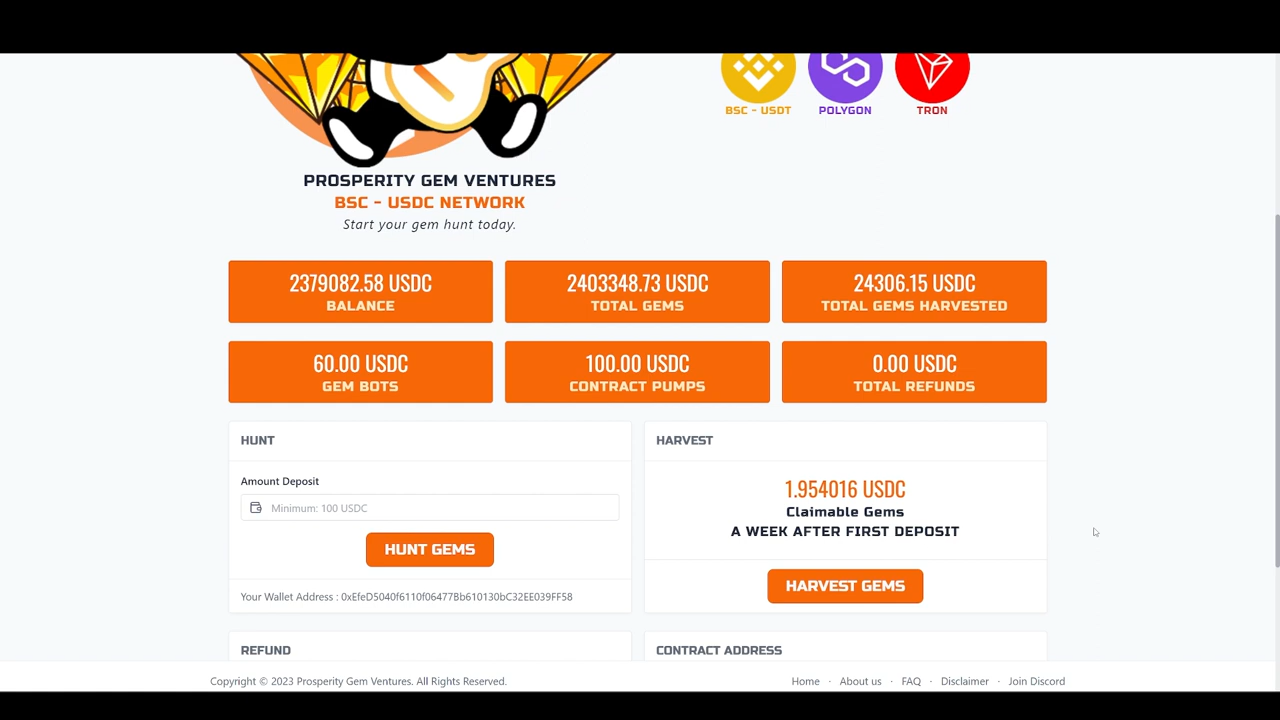 BSC - USDT
POLYGON
TRON
PROSPERITY GEM VENTURES
BSC - USDC NETWORK
Start your gem hunt today.
2379082.58 USDC
BALANCE
2403348.73 USDC
TOTAL GEMS
24306.15 USDC
TOTAL GEMS HARVESTED
60.00 USDC
GEM BOTS
100.00 USDC
CONTRACT PUMPS
0.00 USDC
TOTAL REFUNDS
HUNT
Amount Deposit
Minimum: 100 USDC
HUNT GEMS
Your Wallet Address : 0xEfeD5040f6110f06477Bb610130bC32EE039FF58
HARVEST
1.954016 USDC
Claimable Gems
A WEEK AFTER FIRST DEPOSIT
HARVEST GEMS
REFUND
CONTRACT ADDRESS
Copyright © 2023 Prosperity Gem Ventures. All Rights Reserved.
Home · About us · FAQ · Disclaimer · Join Discord